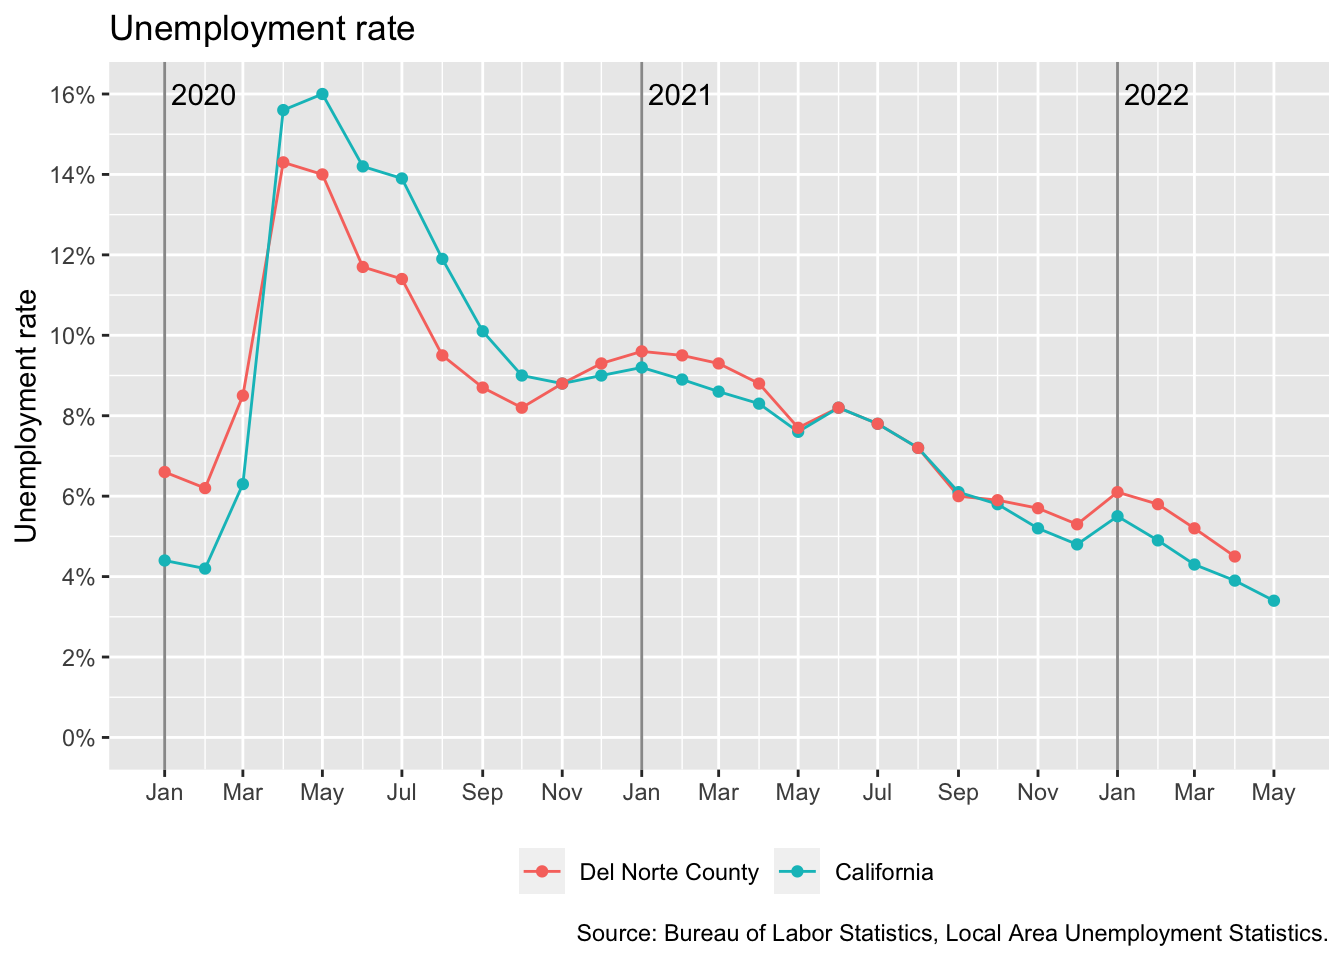 Unemployment rate
Unemployment rate
16%
14%
12%
10%
8%
6%
4%
2%
0%
2020
2021
2022
Jan Mar May Jul Sep Nov Jan Mar May Jul Sep Nov Jan Mar May
Del Norte County California
Source: Bureau of Labor Statistics, Local Area Unemployment Statistics.